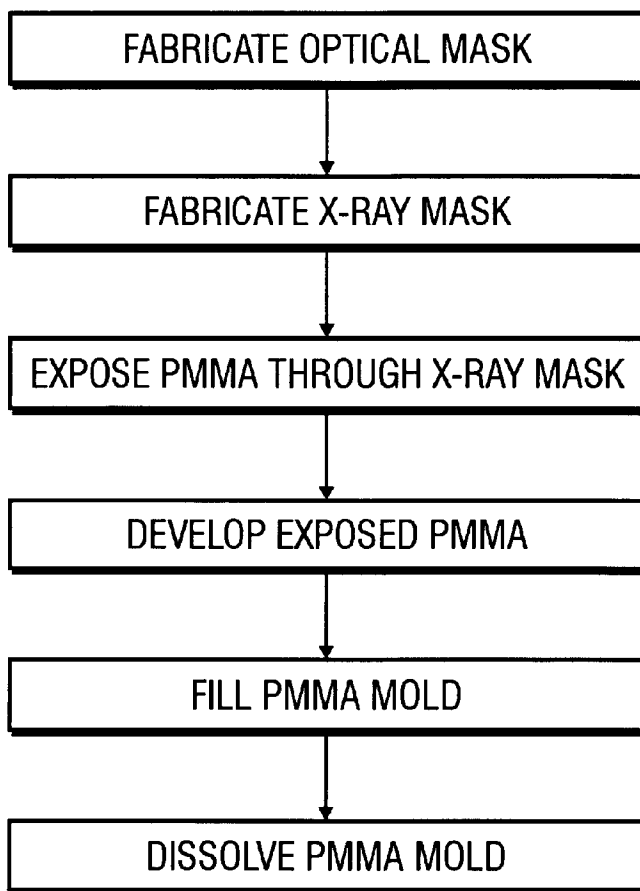 FABRICATE OPTICAL MASK
FABRICATE X-RAY MASK
EXPOSE PMMA THROUGH X-RAY MASK
DEVELOP EXPOSED PMMA
FILL PMMA MOLD
DISSOLVE PMMA MOLD